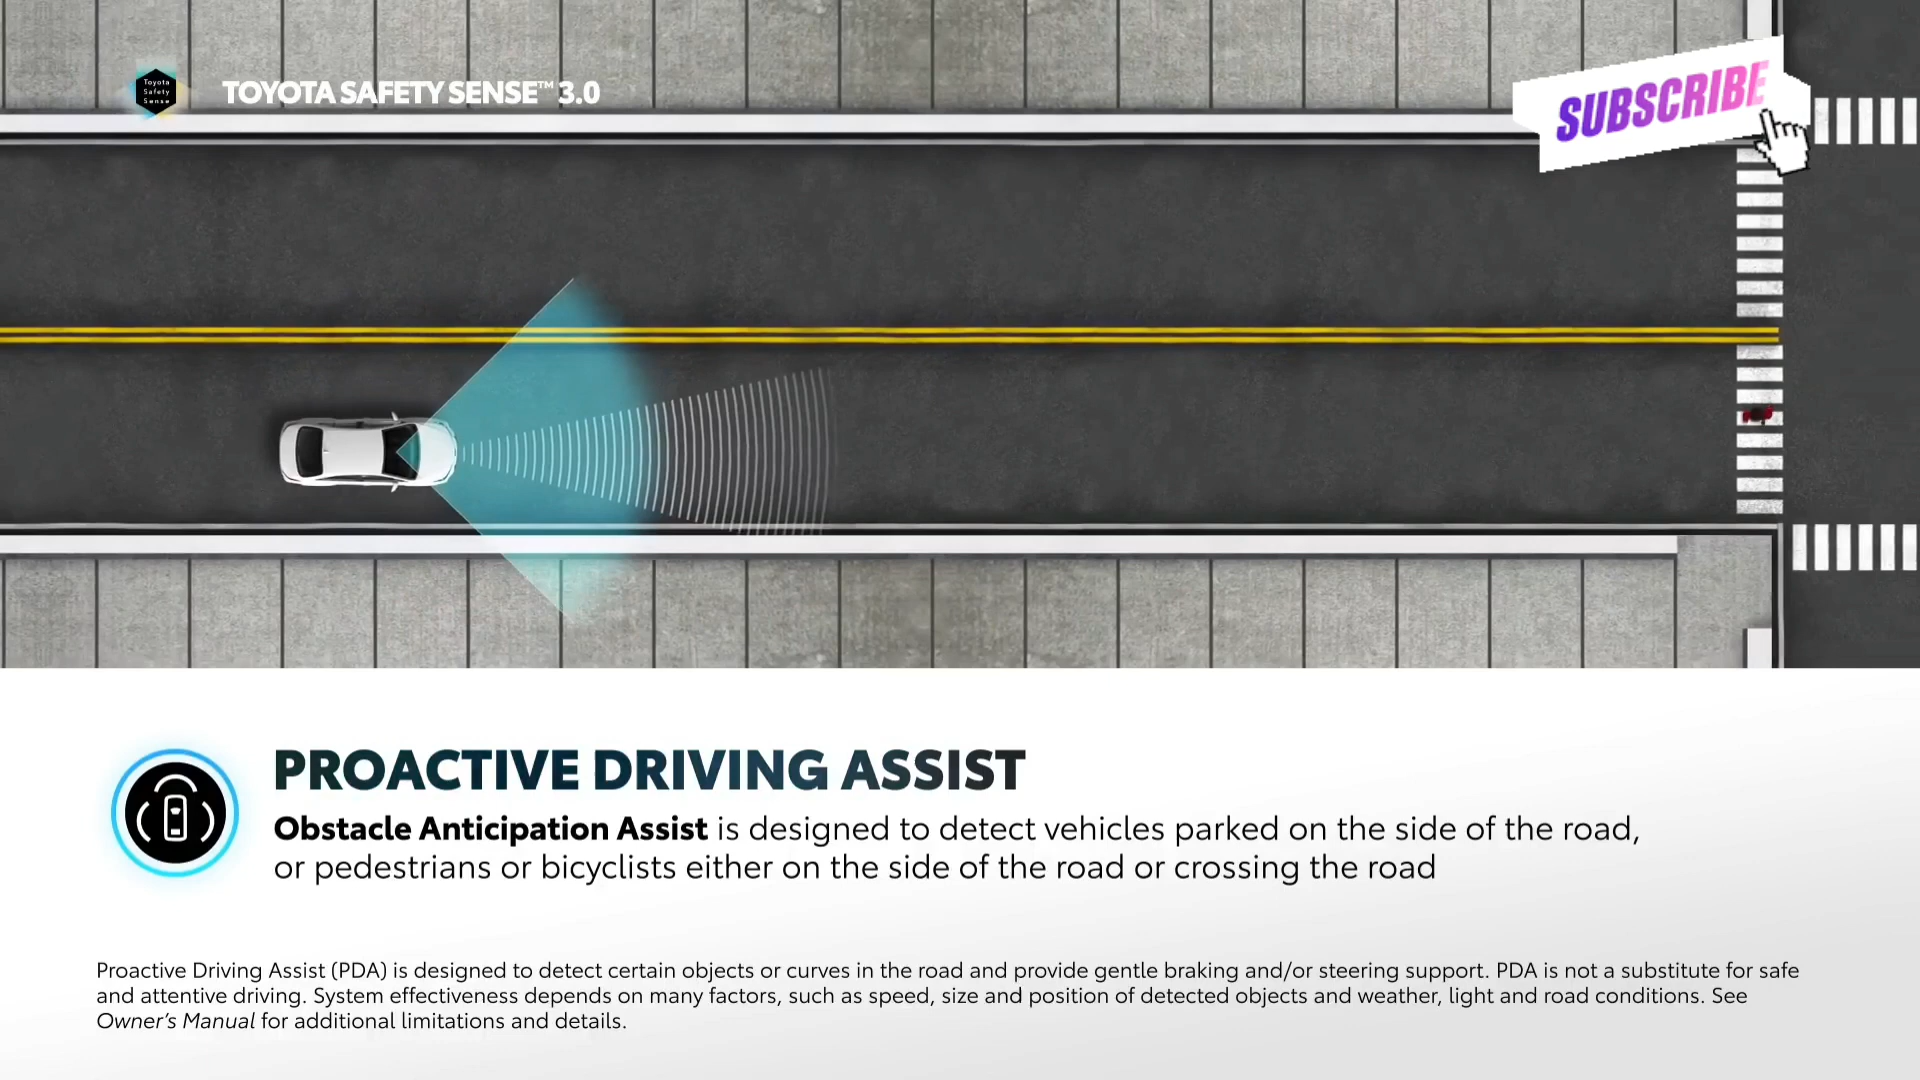 Toyota
Safety
Sense
TOYOTA SAFETY SENSE™ 3.0
SUBSCRIBE
PROACTIVE DRIVING ASSIST
Obstacle Anticipation Assist is designed to detect vehicles parked on the side of the road,
or pedestrians or bicyclists either on the side of the road or crossing the road
Proactive Driving Assist (PDA) is designed to detect certain objects or curves in the road and provide gentle braking and/or steering support. PDA is not a substitute for safe
and attentive driving. System effectiveness depends on many factors, such as speed, size and position of detected objects and weather, light and road conditions. See
Owner's Manual for additional limitations and details.